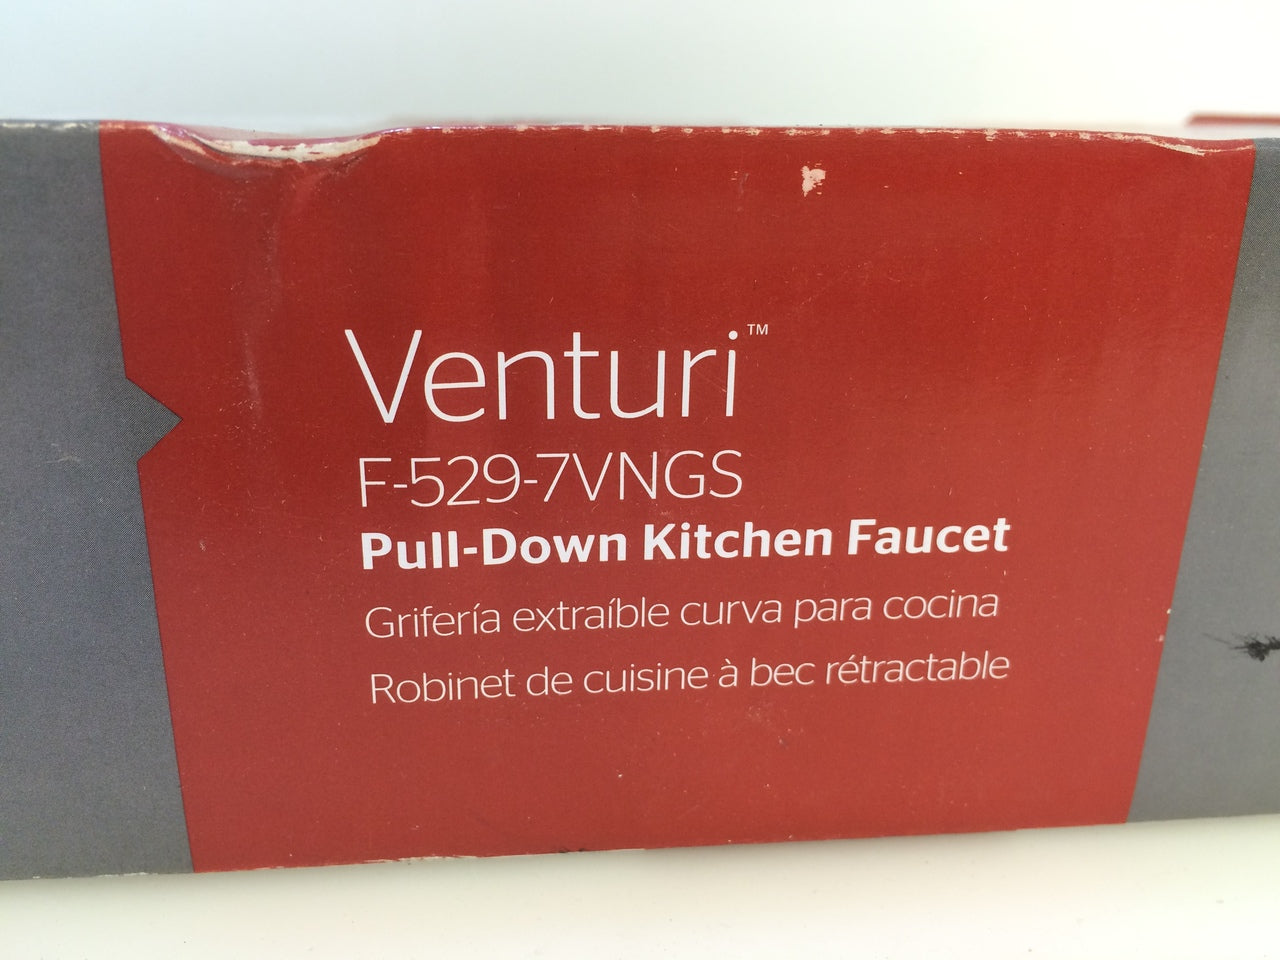 Venturi™
F-529-7VNGS
Pull-Down Kitchen Faucet
Grifería extraíble curva para cocina
Robinet de cuisine à bec rétractable